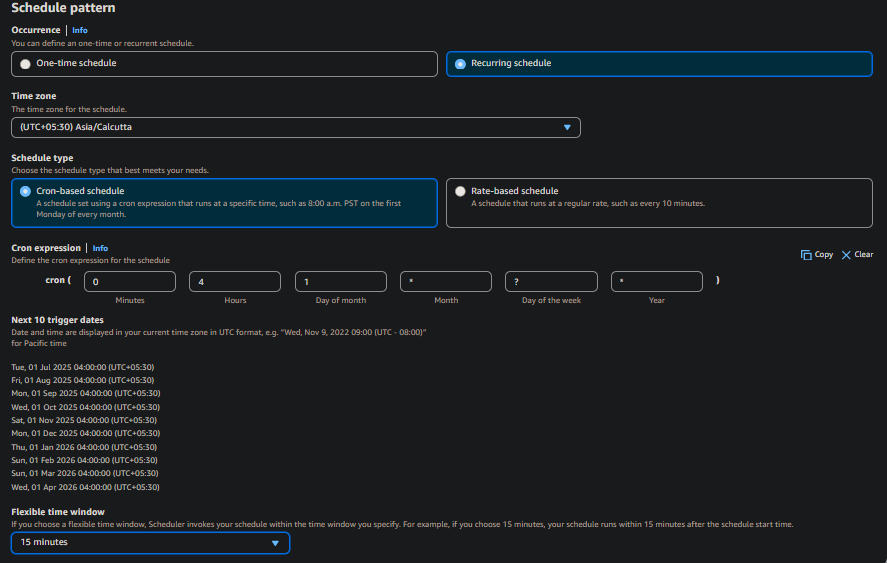 Schedule pattern
Occurrence | Info
You can define an one-time or recurrent schedule.
One-time schedule
Recurring schedule
Time zone
The time zone for the schedule.
(UTC+05:30) Asia/Calcutta
Schedule type
Choose the schedule type that best meets your needs.
Cron-based schedule
A schedule set using a cron expression that runs at a specific time, such as 8:00 a.m. PST on the first
Monday of every month.
Rate-based schedule
A schedule that runs at a regular rate, such as every 10 minutes.
Cron expression | Info
Define the cron expression for the schedule
Copy Clear
cron ( 0 4 1 * ? * )
Minutes Hours Day of month Month Day of the week Year
Next 10 trigger dates
Date and time are displayed in your current time zone in UTC format, e.g. “Wed, Nov 9, 2022 09:00 (UTC - 08:00)”
for Pacific time
Tue, 01 Jul 2025 04:00:00 (UTC+05:30)
Fri, 01 Aug 2025 04:00:00 (UTC+05:30)
Mon, 01 Sep 2025 04:00:00 (UTC+05:30)
Wed, 01 Oct 2025 04:00:00 (UTC+05:30)
Sat, 01 Nov 2025 04:00:00 (UTC+05:30)
Mon, 01 Dec 2025 04:00:00 (UTC+05:30)
Thu, 01 Jan 2026 04:00:00 (UTC+05:30)
Sun, 01 Feb 2026 04:00:00 (UTC+05:30)
Sun, 01 Mar 2026 04:00:00 (UTC+05:30)
Wed, 01 Apr 2026 04:00:00 (UTC+05:30)
Flexible time window
If you choose a flexible time window, Scheduler invokes your schedule within the time window you specify. For example, if you choose 15 minutes, your schedule runs within 15 minutes after the schedule start time.
15 minutes